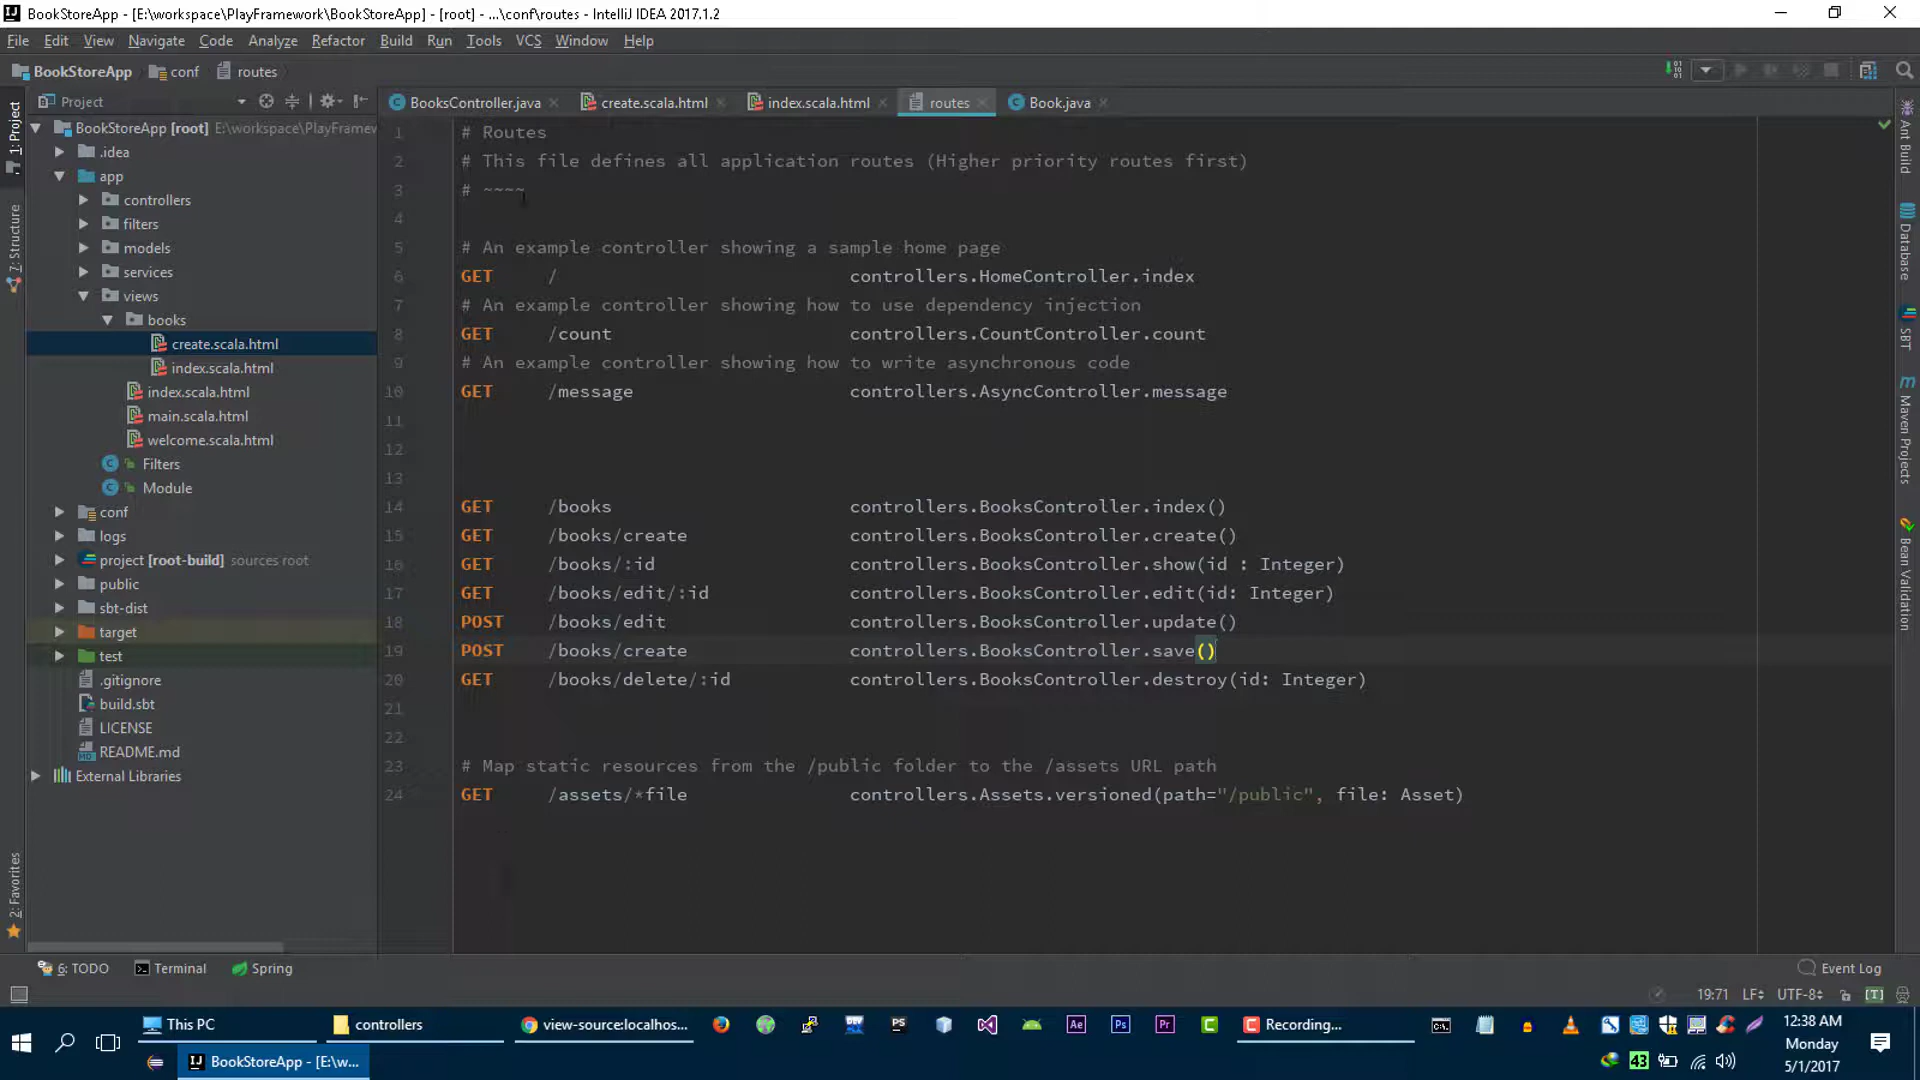 BookStoreApp - [E:\workspace\PlayFramework\BookStoreApp] - [root] - ...\conf\routes - IntelliJ IDEA 2017.1.2
File Edit View Navigate Code Analyze Refactor Build Run Tools VCS Window Help
BookStoreApp conf routes
Project
BooksController.java create.scala.html index.scala.html routes Book.java
1: Project
7: Structure
2: Favorites
BookStoreApp [root] E:\workspace\PlayFramew
.idea
app
controllers
filters
models
services
views
books
create.scala.html
index.scala.html
index.scala.html
main.scala.html
welcome.scala.html
Filters
Module
conf
logs
project [root-build] sources root
public
sbt-dist
target
test
.gitignore
build.sbt
LICENSE
README.md
External Libraries
1 # Routes
2 # This file defines all application routes (Higher priority routes first)
3 # ~~~~
4
5 # An example controller showing a sample home page
6 GET / controllers.HomeController.index
7 # An example controller showing how to use dependency injection
8 GET /count controllers.CountController.count
9 # An example controller showing how to write asynchronous code
10 GET /message controllers.AsyncController.message
11
12
13
14 GET /books controllers.BooksController.index()
15 GET /books/create controllers.BooksController.create()
16 GET /books/:id controllers.BooksController.show(id : Integer)
17 GET /books/edit/:id controllers.BooksController.edit(id: Integer)
18 POST /books/edit controllers.BooksController.update()
19 POST /books/create controllers.BooksController.save()
20 GET /books/delete/:id controllers.BooksController.destroy(id: Integer)
21
22
23 # Map static resources from the /public folder to the /assets URL path
24 GET /assets/*file controllers.Assets.versioned(path="/public", file: Asset)
Ant Build
Database
SBT
Maven Projects
Bean Validation
6: TODO Terminal Spring Event Log
19:71 LF UTF-8 [T]
This PC controllers view-source:localhos... Recording...
BookStoreApp - [E:\w...
Ae Ps Pr
43
12:38 AM
Monday
5/1/2017